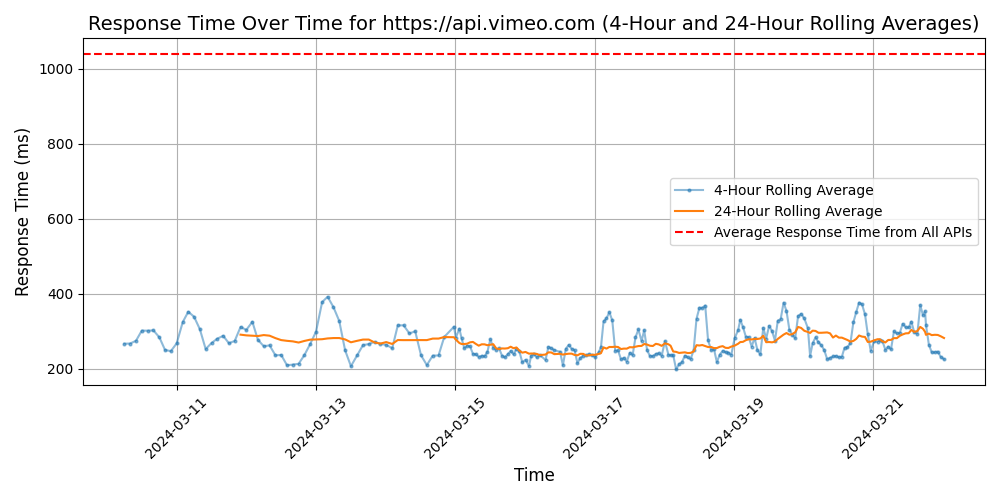 Response Time Over Time for https://api.vimeo.com (4-Hour and 24-Hour Rolling Averages)
Response Time (ms)
1000
800
600
400
200
4-Hour Rolling Average
24-Hour Rolling Average
Average Response Time from All APIs
2024-03-11
2024-03-13
2024-03-15
2024-03-17
2024-03-19
2024-03-21
Time